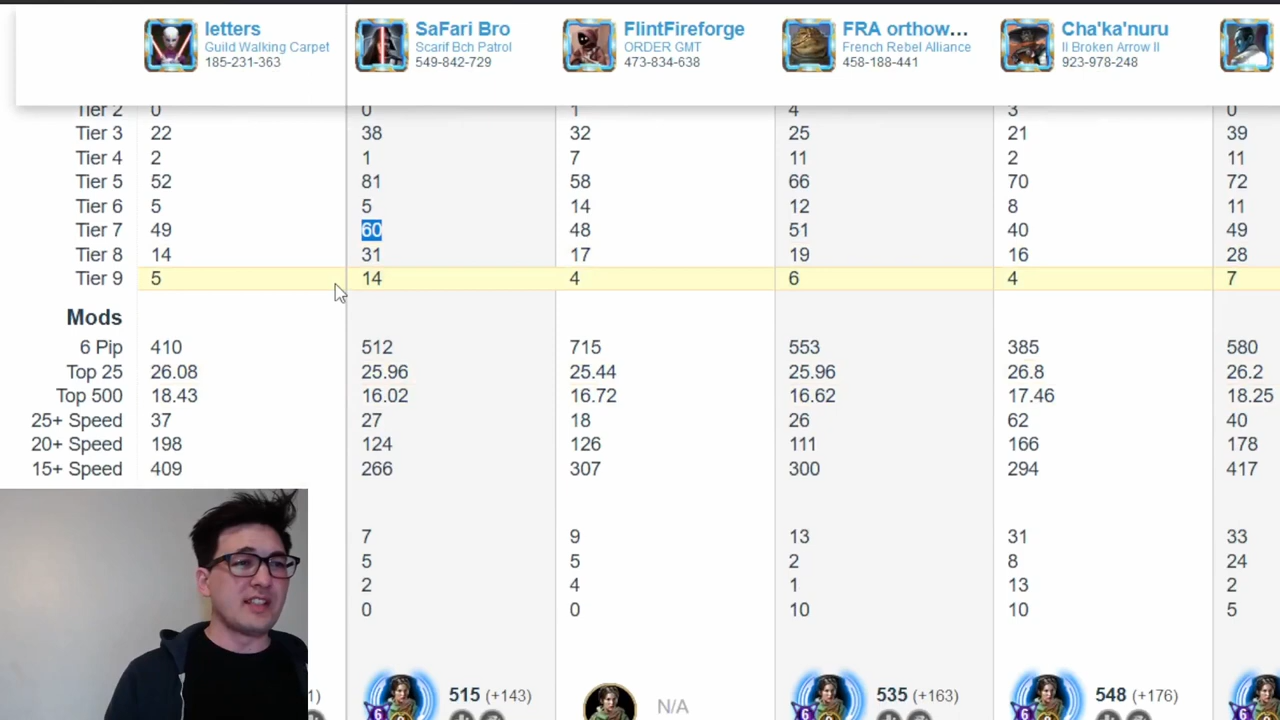 letters SaFari Bro FlintFireforge FRA orthow... Cha'ka'nuru
Guild Walking Carpet Scarif Bch Patrol ORDER GMT French Rebel Alliance II Broken Arrow II
185-231-363 549-842-729 473-834-638 458-188-441 923-978-248
Tier 2 0 0 1 4 3 0
Tier 3 22 38 32 25 21 39
Tier 4 2 1 7 11 2 11
Tier 5 52 81 58 66 70 72
Tier 6 5 5 14 12 8 11
Tier 7 49 60 48 51 40 49
Tier 8 14 31 17 19 16 28
Tier 9 5 14 4 6 4 7
Mods
6 Pip 410 512 715 553 385 580
Top 25 26.08 25.96 25.44 25.96 26.8 26.2
Top 500 18.43 16.02 16.72 16.62 17.46 18.25
25+ Speed 37 27 18 26 62 40
20+ Speed 198 124 126 111 166 178
15+ Speed 409 266 307 300 294 417
7 9 13 31 33
5 5 2 8 24
2 4 1 13 2
0 0 10 10 5
515 (+143) N/A 535 (+163) 548 (+176)
6 6 6